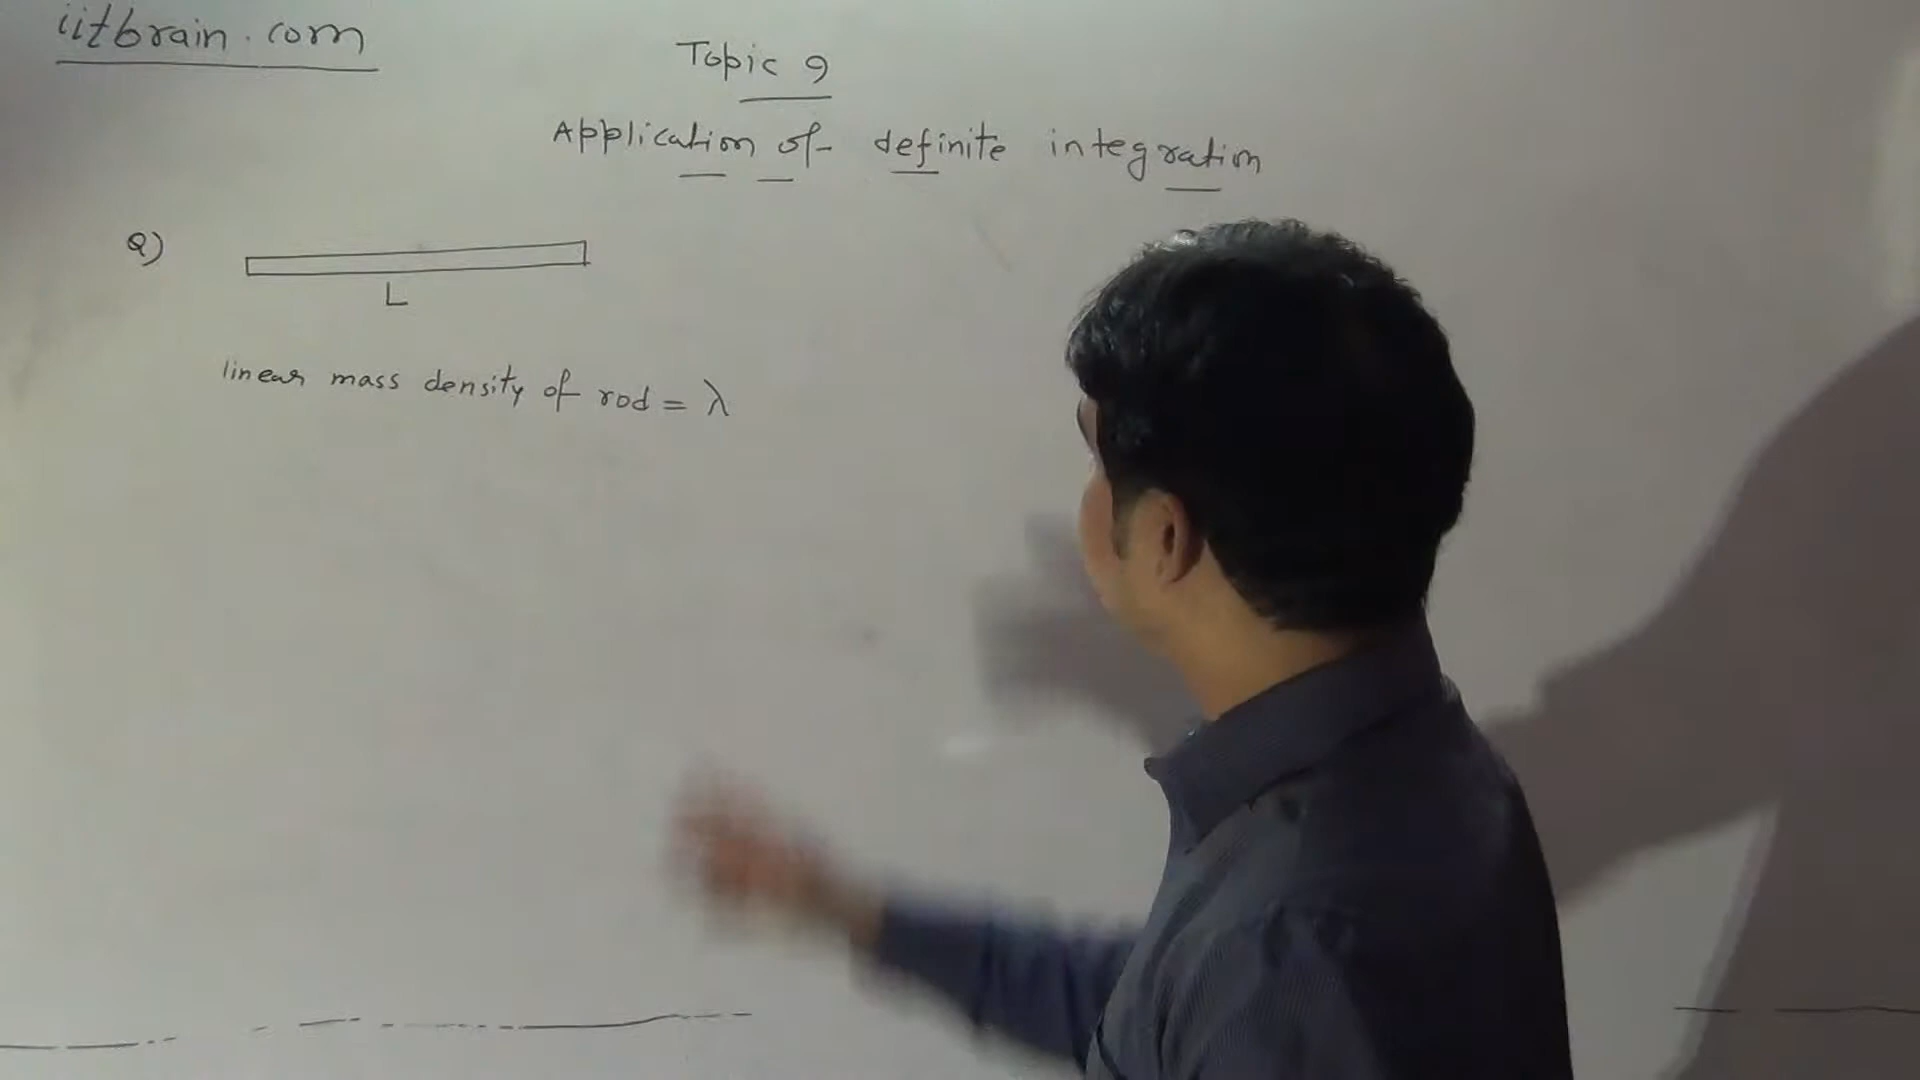 iitbrain.com
Topic 9
Application of definite integration
Q)
L
linear mass density of rod = λ